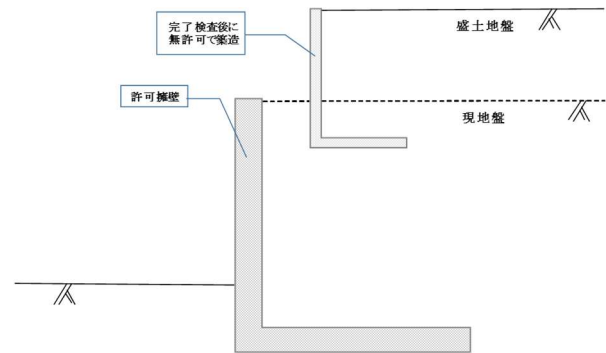 完了検査後に
無許可で築造
盛土地盤
許可擁壁
現地盤